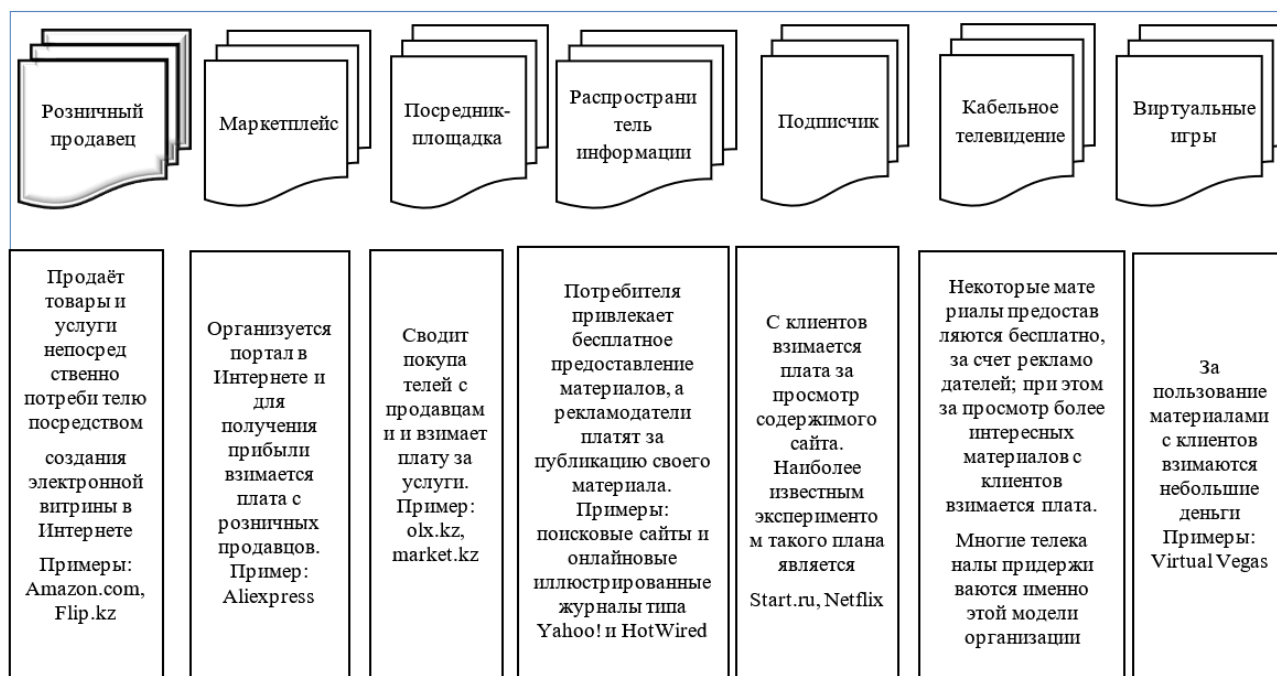 Розничный
продавец
Маркетплейс
Посредник-
площадка
Распространи
тель
информации
Подписчик
Кабельное
телевидение
Виртуальные
игры
Продаёт
товары и
услуги
непосред
ственно
потреби телю
посредством
создания
электронной
витрины в
Интернете
Примеры:
Amazon.com,
Flip.kz
Организуется
портал в
Интернете и
для
получения
прибыли
взимается
плата с
розничных
продавцов.
Пример:
Aliexpress
Сводит
покупа
телей с
продавцам
и и взимает
плату за
услуги.
Пример:
olx.kz,
market.kz
Потребителя
привлекает
бесплатное
предоставление
материалов, а
рекламодатели
платят за
публикацию своего
материала.
Примеры:
поисковые сайты и
онлайновые
иллюстрированные
журналы типа
Yahoo! и HotWired
С клиентов
взимается
плата за
просмотр
содержимого
сайта.
Наиболее
известным
эксперименто
м такого плана
является
Start.ru, Netflix
Некоторые мате
риалы предостав
ляются бесплатно,
за счет рекламо
дателей; при этом
за просмотр более
интересных
материалов с
клиентов
взимается плата.
Многие телека
налы придержи
ваются именно
этой модели
организации
За
пользование
материалами
с клиентов
взимаются
небольшие
деньги
Примеры:
Virtual Vegas